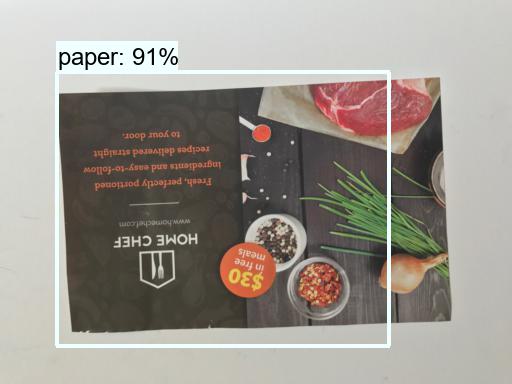 paper: 91%
HOME CHEF
www.homechef.com
Fresh, perfectly portioned
ingredients and easy-to-follow
recipes delivered straight
to your door.
$30
in free
meals